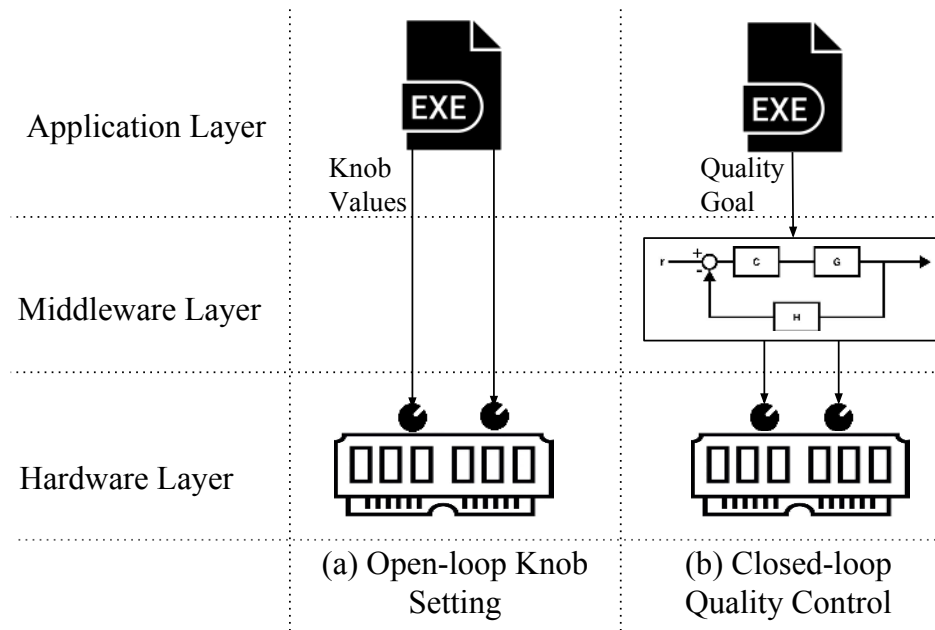 EXE
EXE
Application Layer
Knob
Values
Quality
Goal
r
+
-
C
G
H
Middleware Layer
Hardware Layer
(a) Open-loop Knob
Setting
(b) Closed-loop
Quality Control